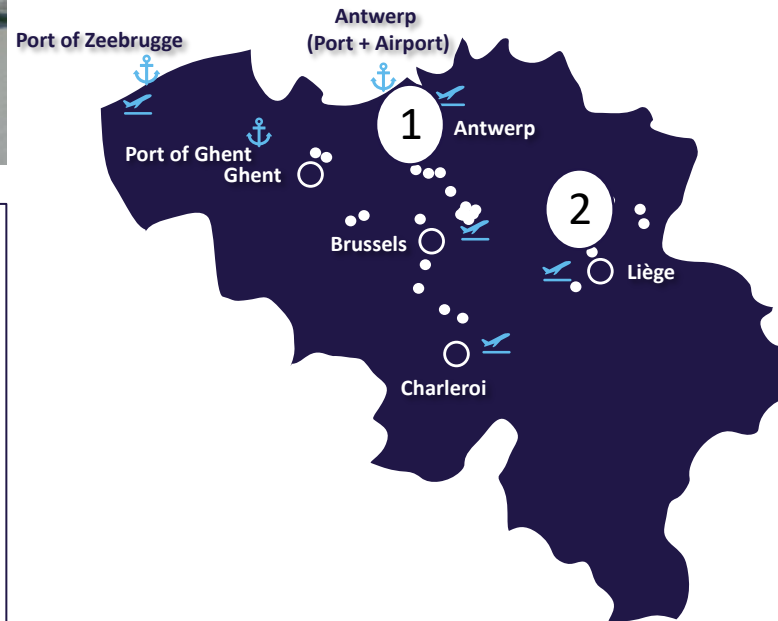 Antwerp
(Port + Airport)
Port of Zeebrugge
1
Antwerp
Port of Ghent
Ghent
2
Brussels
Liège
Charleroi